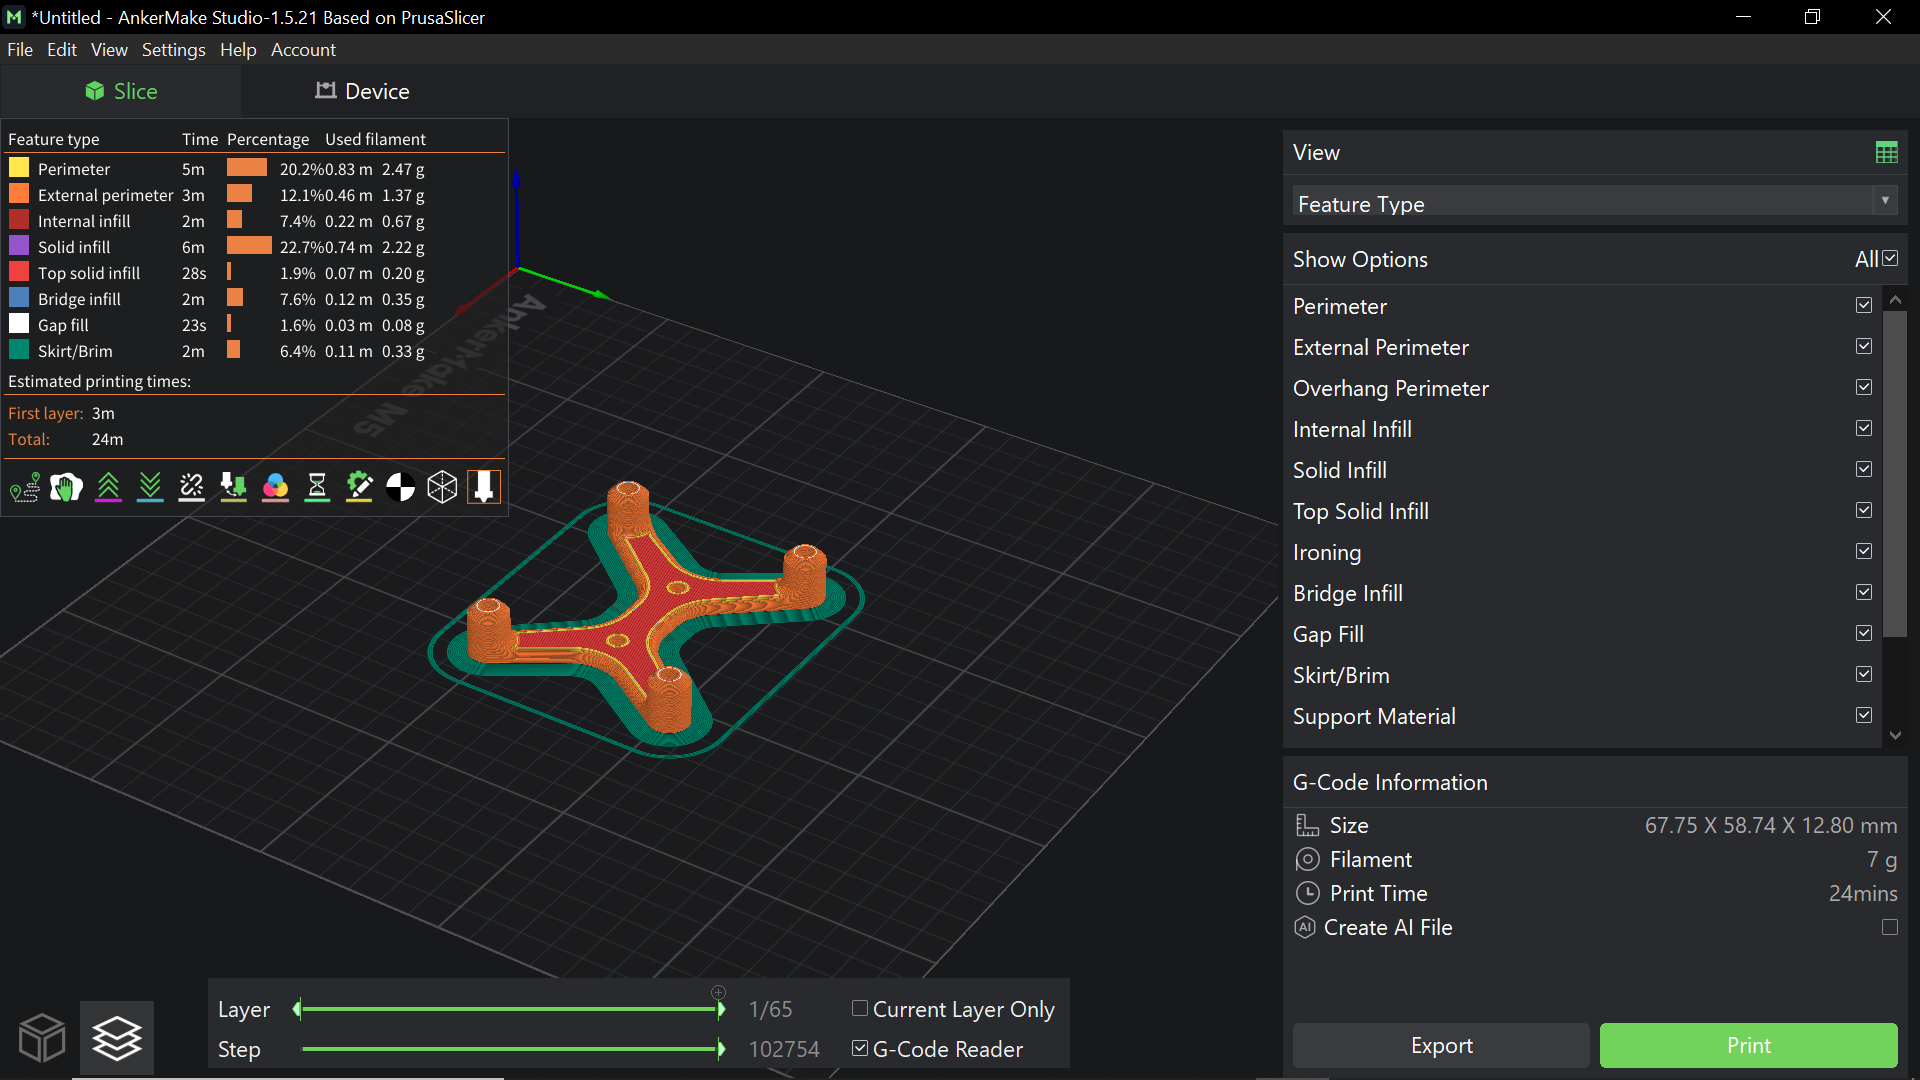 *Untitled - AnkerMake Studio-1.5.21 Based on PrusaSlicer
File Edit View Settings Help Account
Slice Device
Feature type Time Percentage Used filament
Perimeter 5m 20.2% 0.83 m 2.47 g
External perimeter 3m 12.1% 0.46 m 1.37 g
Internal infill 2m 7.4% 0.22 m 0.67 g
Solid infill 6m 22.7% 0.74 m 2.22 g
Top solid infill 28s 1.9% 0.07 m 0.20 g
Bridge infill 2m 7.6% 0.12 m 0.35 g
Gap fill 23s 1.6% 0.03 m 0.08 g
Skirt/Brim 2m 6.4% 0.11 m 0.33 g
Estimated printing times:
First layer: 3m
Total: 24m
AnkerMake M5
View
Feature Type
Show Options All
Perimeter
External Perimeter
Overhang Perimeter
Internal Infill
Solid Infill
Top Solid Infill
Ironing
Bridge Infill
Gap Fill
Skirt/Brim
Support Material
G-Code Information
Size 67.75 X 58.74 X 12.80 mm
Filament 7 g
Print Time 24mins
AI Create AI File
Export Print
Layer 1/65 Current Layer Only
Step 102754 G-Code Reader